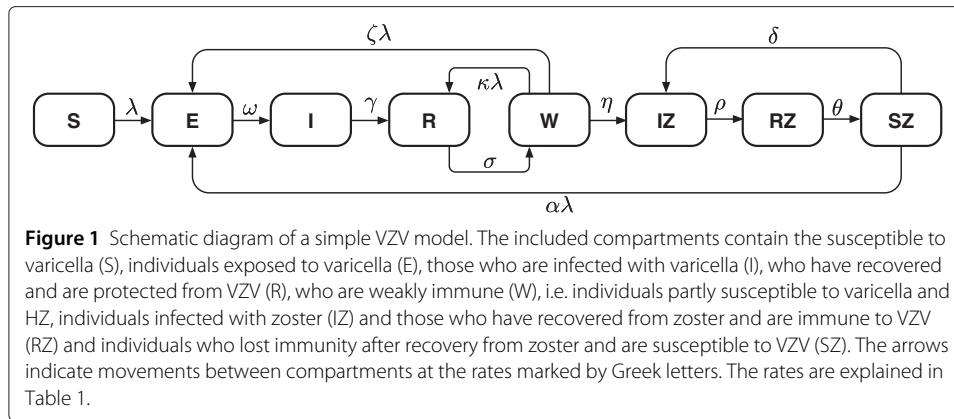 ζλ
δ
κλ
S λ E ω I γ R W η IZ ρ RZ θ SZ
σ
αλ
Figure 1 Schematic diagram of a simple VZV model. The included compartments contain the susceptible to
varicella (S), individuals exposed to varicella (E), those who are infected with varicella (I), who have recovered
and are protected from VZV (R), who are weakly immune (W), i.e. individuals partly susceptible to varicella and
HZ, individuals infected with zoster (IZ) and those who have recovered from zoster and are immune to VZV
(RZ) and individuals who lost immunity after recovery from zoster and are susceptible to VZV (SZ). The arrows
indicate movements between compartments at the rates marked by Greek letters. The rates are explained in
Table 1.